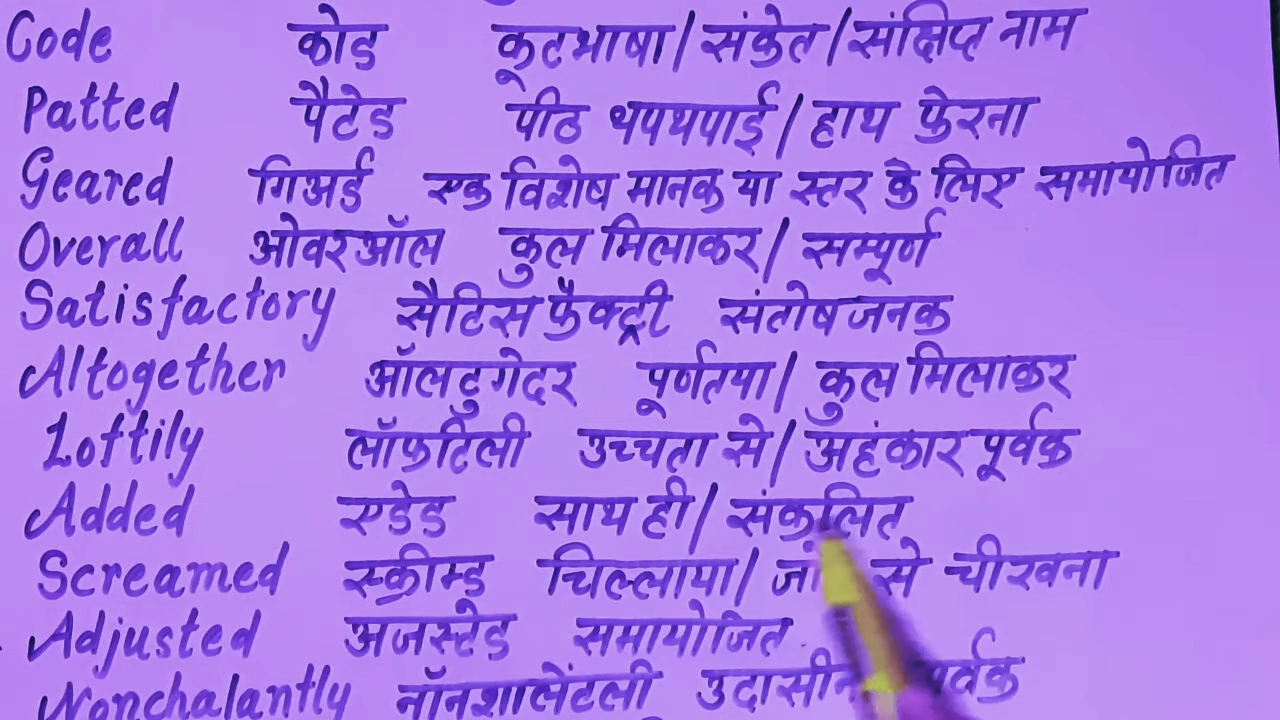 Code कोड कूटभाषा/संकेत/संक्षिप्त नाम
Patted पैटेड पीठ थपथपाई/हाथ फेरना
Geared गिअर्ड एक विशेष मानक या स्तर के लिए समायोजित
Overall ओवरऑल कुल मिलाकर/सम्पूर्ण
Satisfactory सैटिसफैक्ट्री संतोषजनक
Altogether ऑलटुगेदर पूर्णतया/कुल मिलाकर
Loftily लॉफटिली उच्चता से/अहंकार पूर्वक
Added एडेड साथ ही/संकलित
Screamed स्क्रीम्ड चिल्लाया/ से चीखना
Adjusted अजस्टेड समायोजित
Nonchalantly नॉनशालेंटली